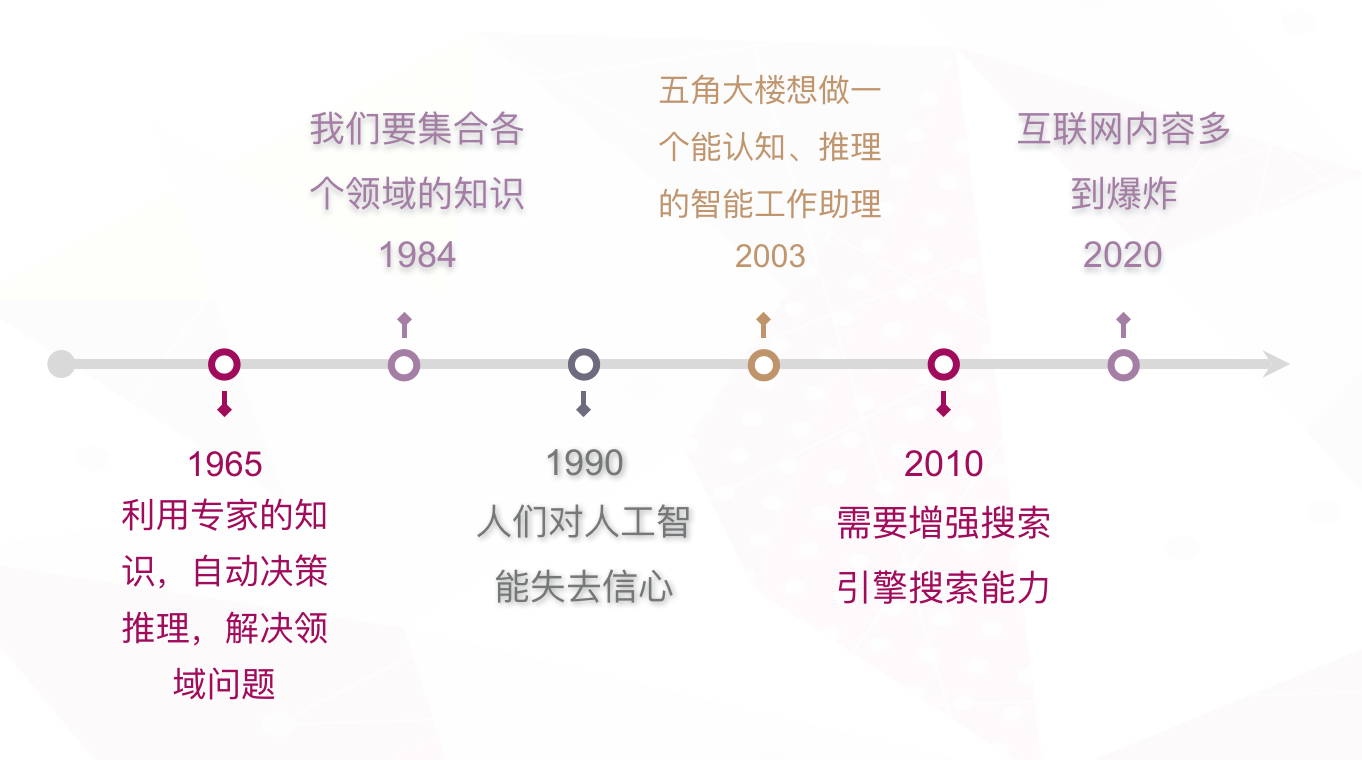 我们要集合各
个领域的知识
1984
五角大楼想做一
个能认知、推理
的智能工作助理
2003
互联网内容多
到爆炸
2020
1965
利用专家的知
识，自动决策
推理，解决领
域问题
1990
人们对人工智
能失去信心
2010
需要增强搜索
引擎搜索能力